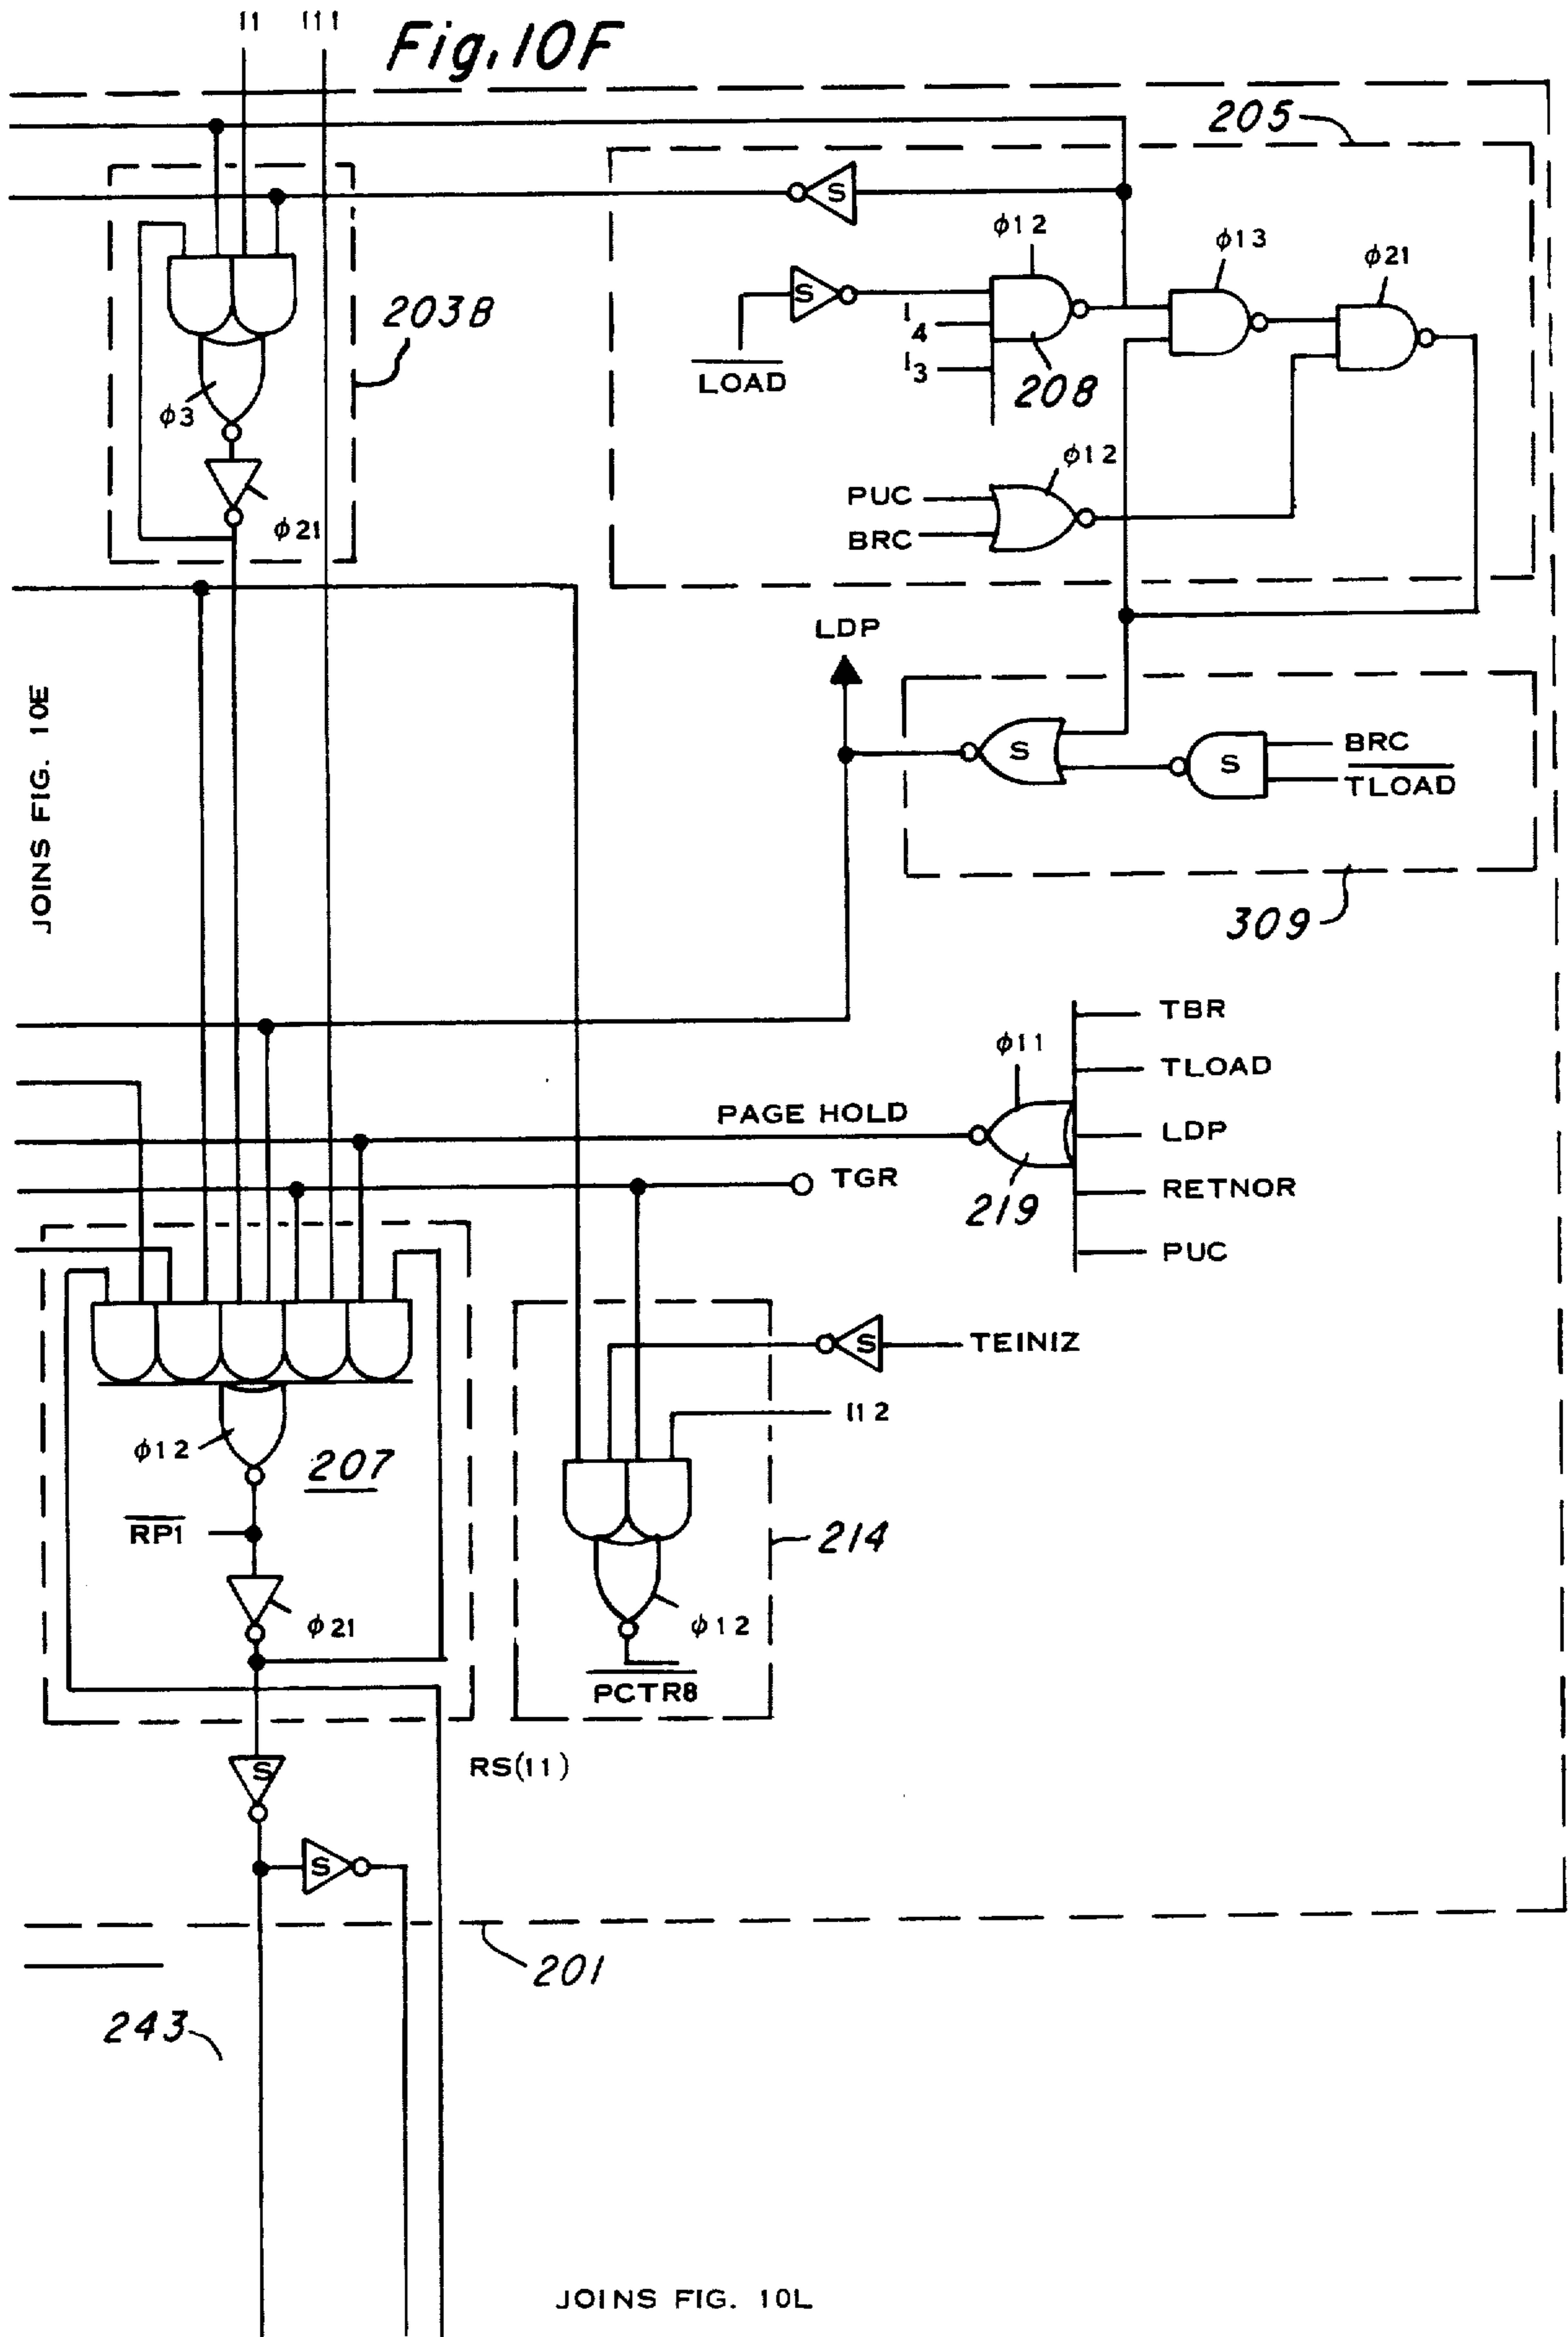 I1 I11
Fig. 10F
205
S
ϕ12
ϕ13
ϕ21
S
I4
I3
LOAD
208
203B
ϕ3
ϕ21
PUC
BRC
ϕ12
LDP
JOINS FIG. 10E
S
S
BRC
TLOAD
309
TBR
ϕ11
TLOAD
PAGE HOLD
LDP
TGR
RETNOR
219
PUC
S
TEINIZ
I12
ϕ12
207
RP1
214
ϕ21
ϕ12
PCTR8
RS(11)
S
S
201
243
JOINS FIG. 10L